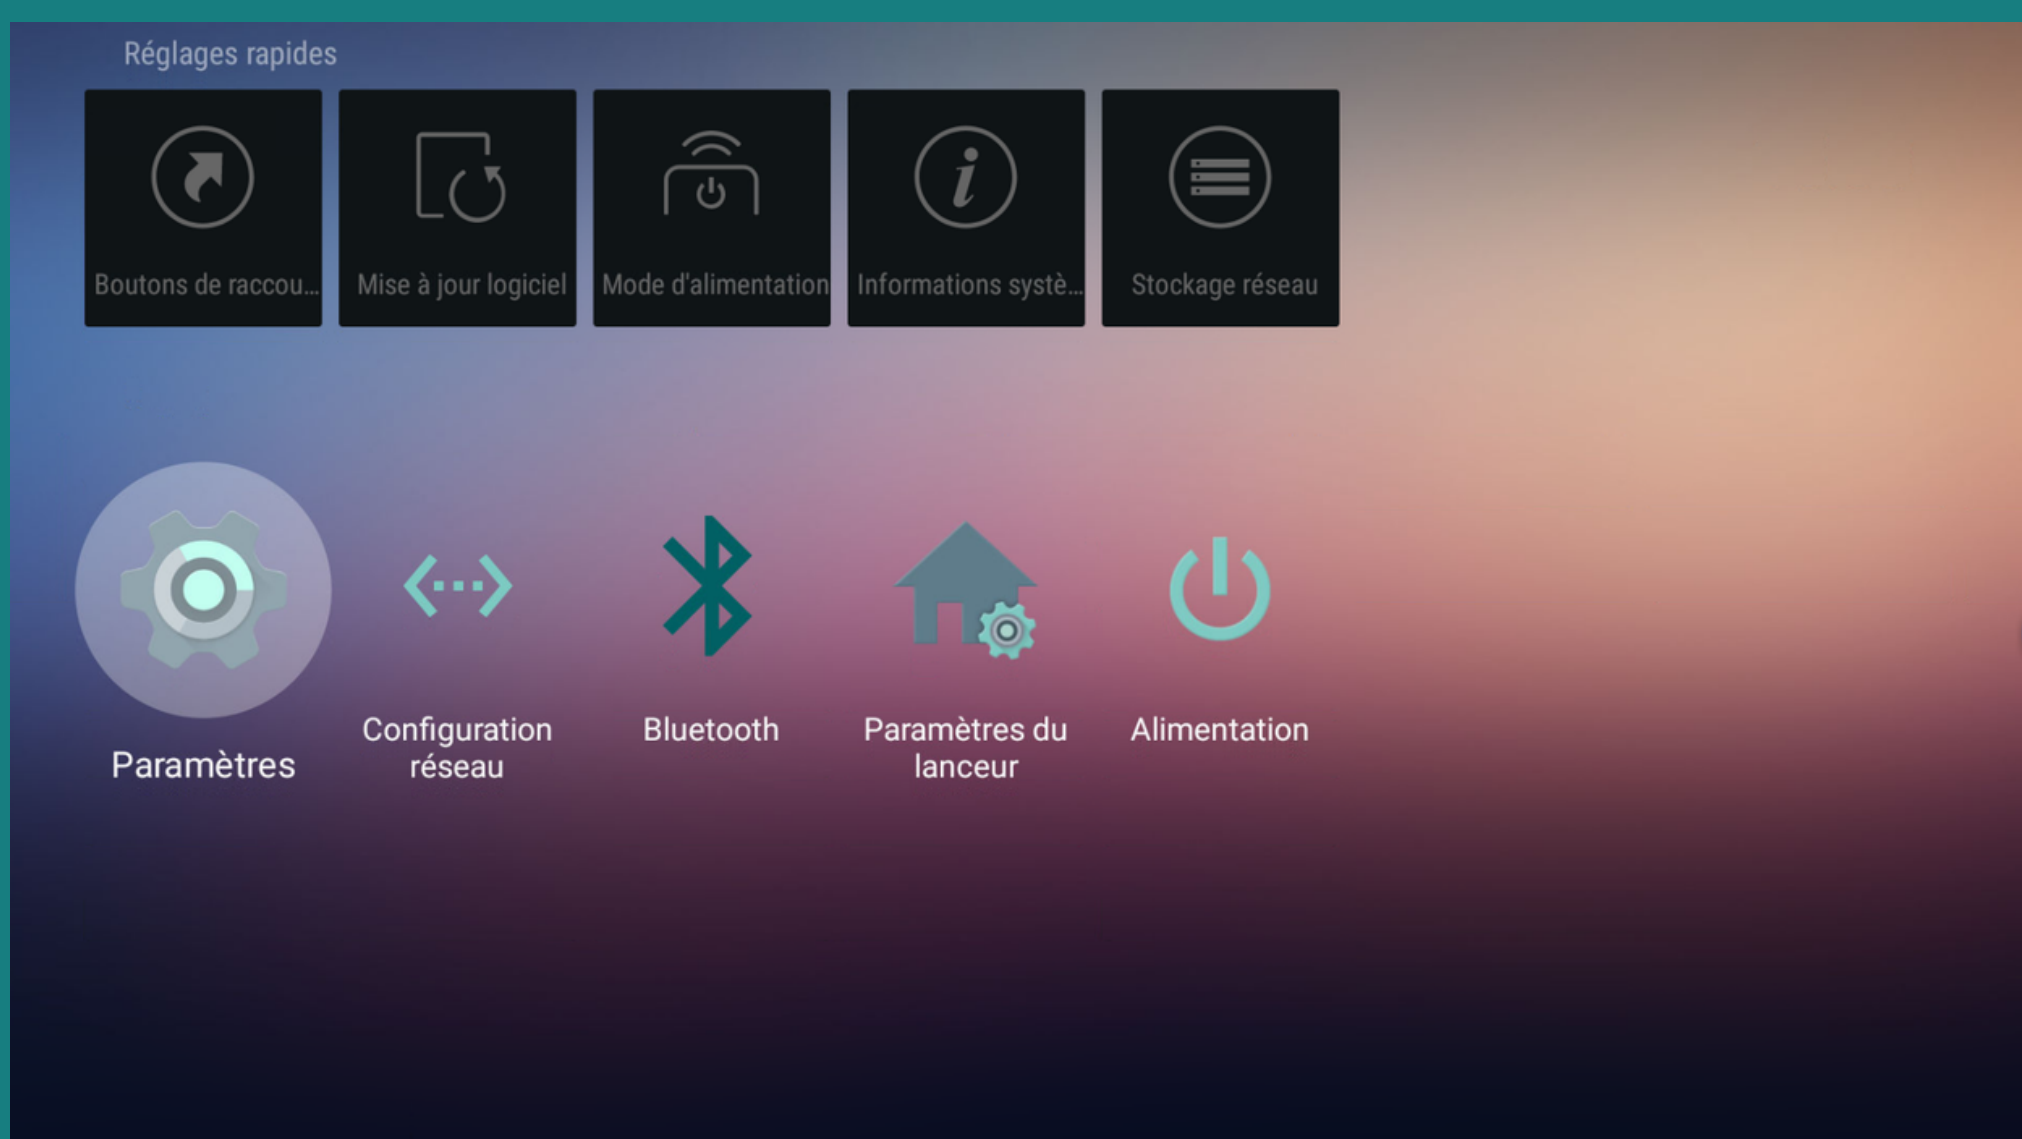 Réglages rapides
Boutons de raccou...
Mise à jour logiciel
Mode d'alimentation
Informations systè...
Stockage réseau
Paramètres
Configuration
réseau
Bluetooth
Paramètres du
lanceur
Alimentation